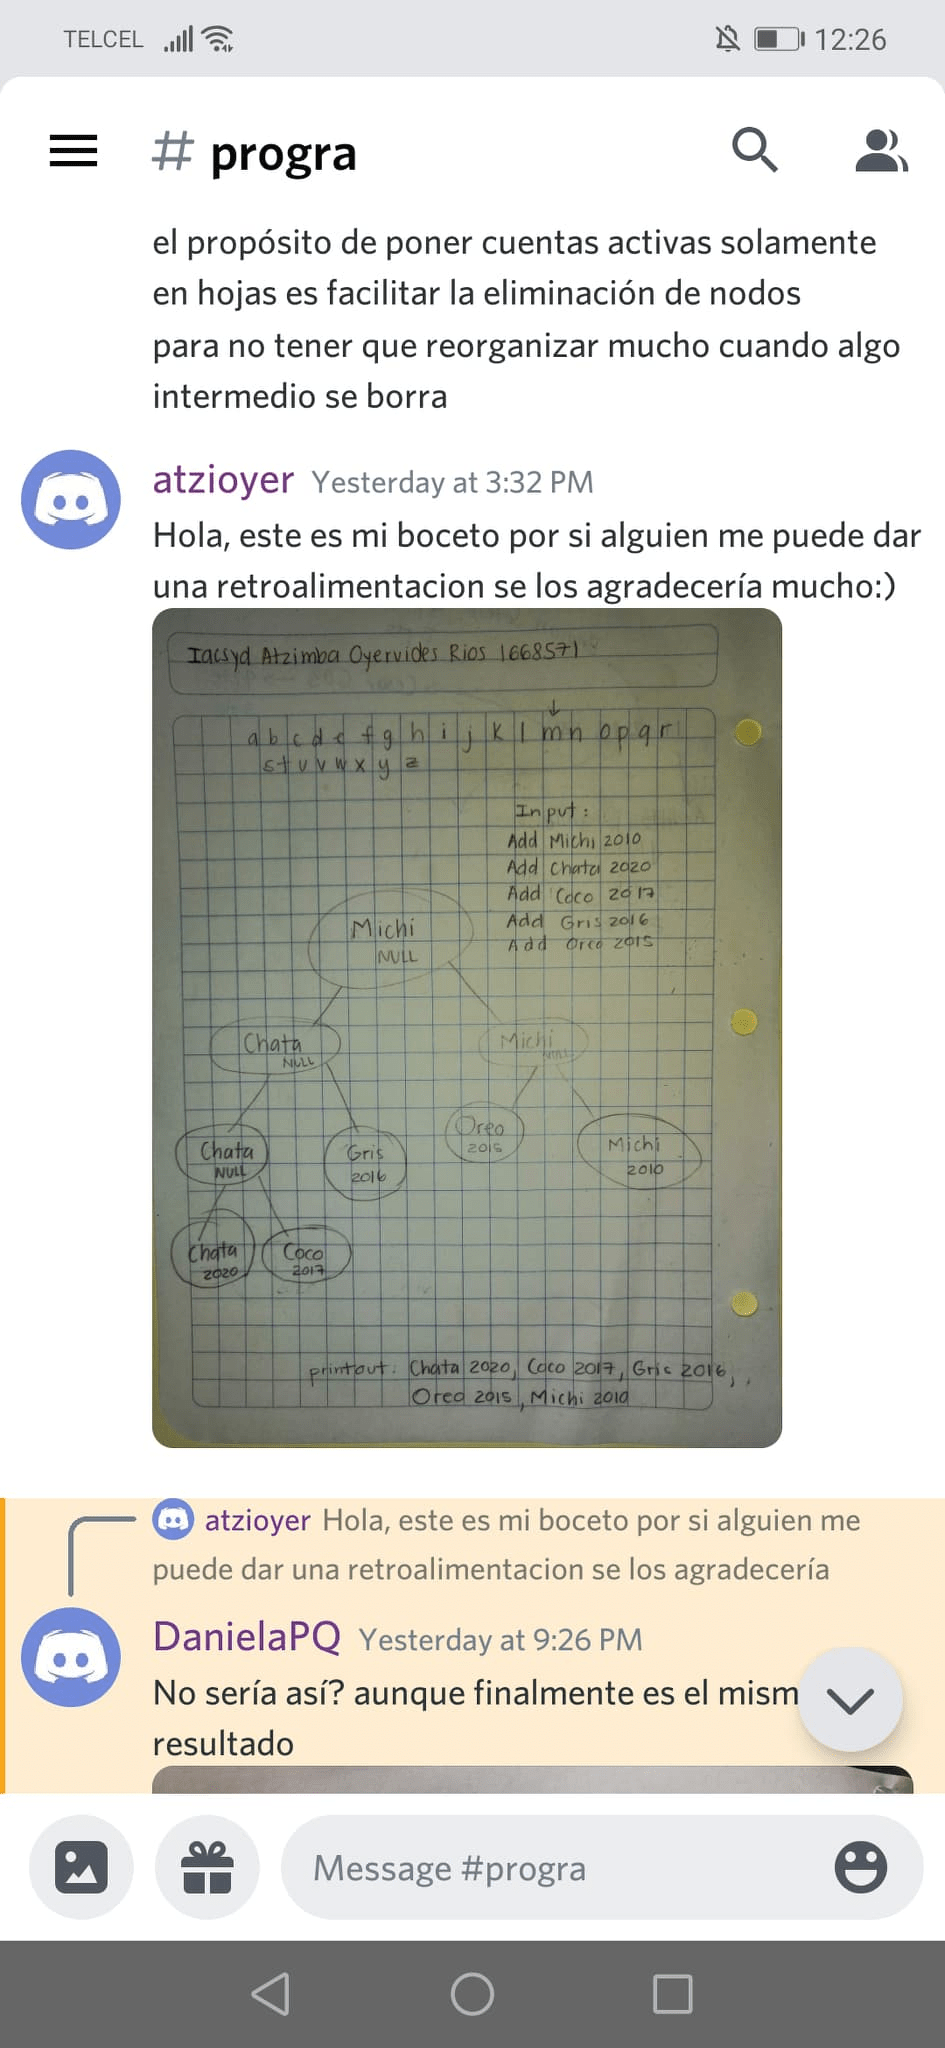 TELCEL
12:26
# progra
el propósito de poner cuentas activas solamente
en hojas es facilitar la eliminación de nodos
para no tener que reorganizar mucho cuando algo
intermedio se borra
atzioyer Yesterday at 3:32 PM
Hola, este es mi boceto por si alguien me puede dar
una retroalimentacion se los agradecería mucho:)
Iacsyd Atzimba Oyervides Rios 1668571
a b c d e f g h i j k l m n o p q r
s t u v w x y z
Input:
Add Michi 2010
Add Chata 2020
Add Coco 2017
Add Gris 2016
Add Oreo 2015
Michi
NULL
Chata
NULL
Michi
NULL
Chata
NULL
Gris
2016
Oreo
2015
Michi
2010
Chata
2020
Coco
2017
printout: Chata 2020, Coco 2017, Gris 2016,
Oreo 2015, Michi 2010
atzioyer Hola, este es mi boceto por si alguien me
puede dar una retroalimentacion se los agradecería
DanielaPQ Yesterday at 9:26 PM
No sería así? aunque finalmente es el mism
resultado
Message #progra